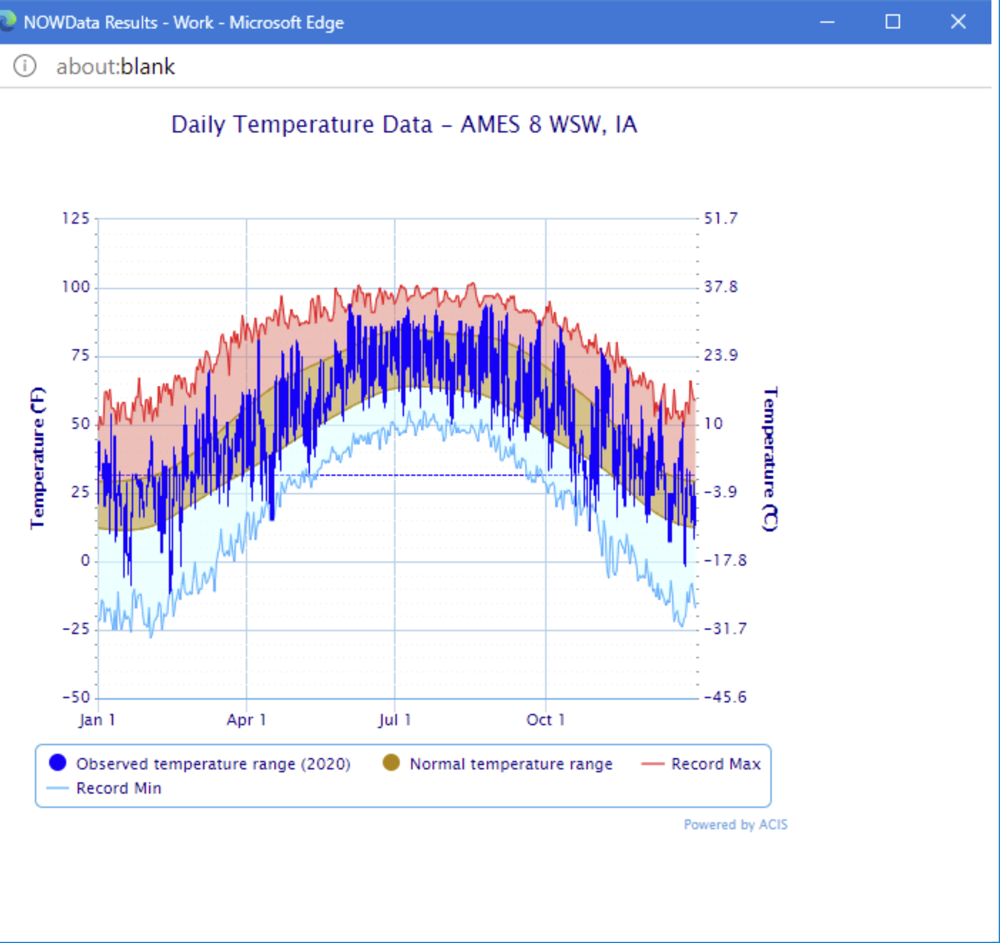 NOWData Results - Work - Microsoft Edge
about:blank
Daily Temperature Data – AMES 8 WSW, IA
125
100
75
50
25
0
-25
-50
51.7
37.8
23.9
10
-3.9
-17.8
-31.7
-45.6
Temperature (°F)
Temperature (°C)
Jan 1 Apr 1 Jul 1 Oct 1
Observed temperature range (2020) Normal temperature range Record Max
Record Min
Powered by ACIS